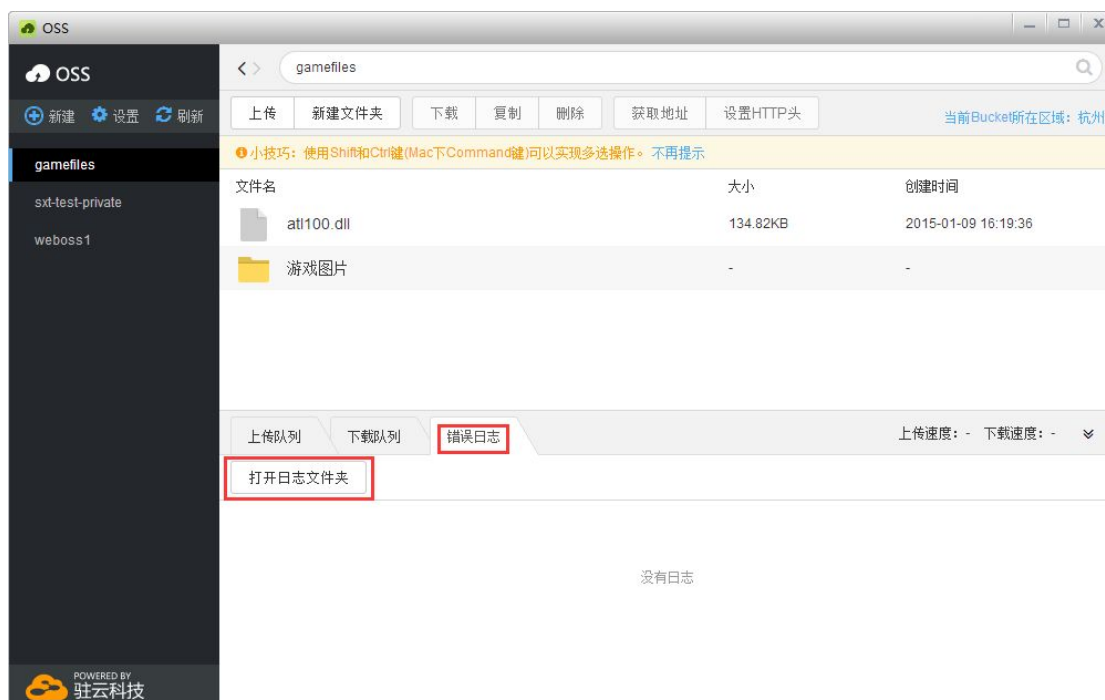 OSS
OSS
新建 设置 刷新
gamefiles
sxt-test-private
weboss1
POWERED BY
驻云科技
gamefiles
上传 新建文件夹 下载 复制 删除 获取地址 设置HTTP头 当前Bucket所在区域: 杭州
小技巧: 使用Shift和Ctrl键(Mac下Command键)可以实现多选操作。 不再提示
文件名 大小 创建时间
atl100.dll 134.82KB 2015-01-09 16:19:36
游戏图片 - -
上传队列 下载队列 错误日志 上传速度: - 下载速度: -
打开日志文件夹
没有日志